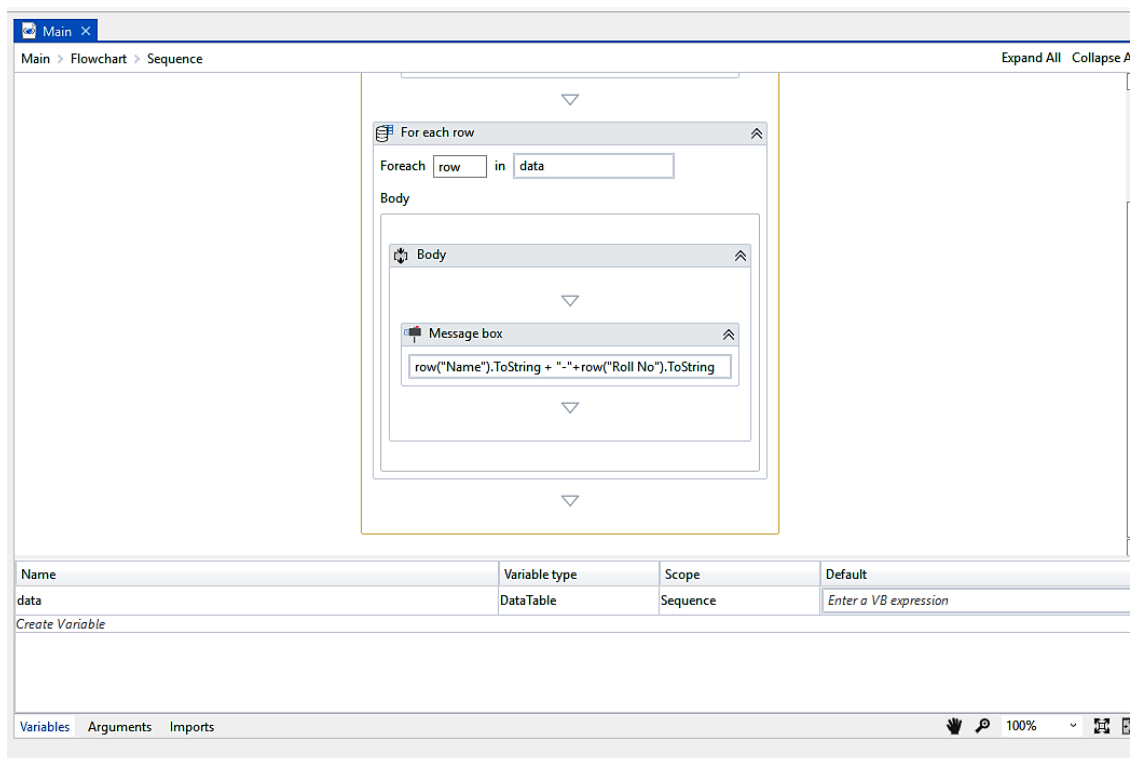 Main
Main > Flowchart > Sequence
Expand All Collapse A
For each row
Foreach row in data
Body
Body
Message box
row("Name").ToString + "-"+row("Roll No").ToString
Name Variable type Scope Default
data DataTable Sequence Enter a VB expression
Create Variable
Variables Arguments Imports 100%